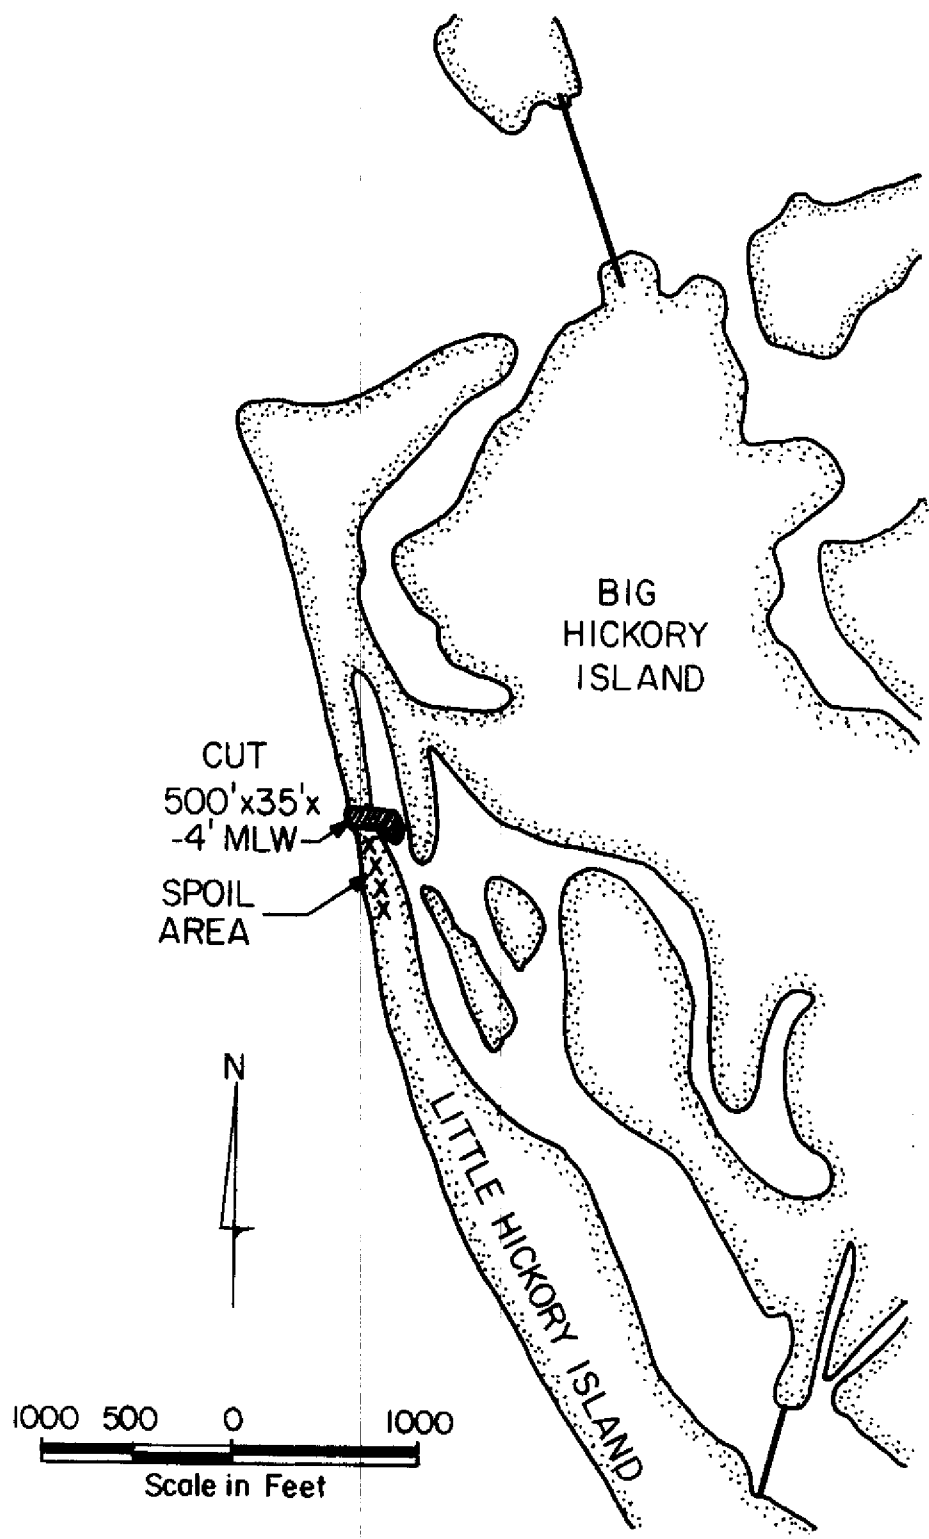 BIG
HICKORY
ISLAND
CUT
500'x35'x
-4' MLW
SPOIL
AREA
N
LITTLE HICKORY ISLAND
1000 500 0 1000
Scale in Feet